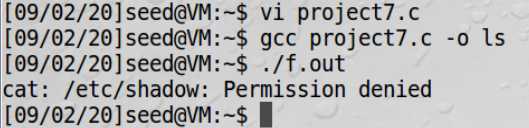 [09/02/20]seed@VM:~$ vi project7.c
[09/02/20]seed@VM:~$ gcc project7.c -o ls
[09/02/20]seed@VM:~$ ./f.out
cat: /etc/shadow: Permission denied
[09/02/20]seed@VM:~$